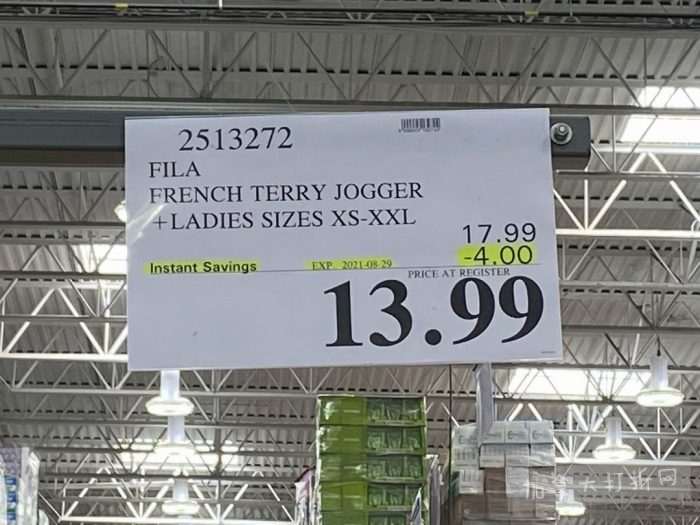 2513272
FILA
FRENCH TERRY JOGGER
+LADIES SIZES XS-XXL
17.99
Instant Savings EXP. 2021-08-29 -4.00
PRICE AT REGISTER
13.99